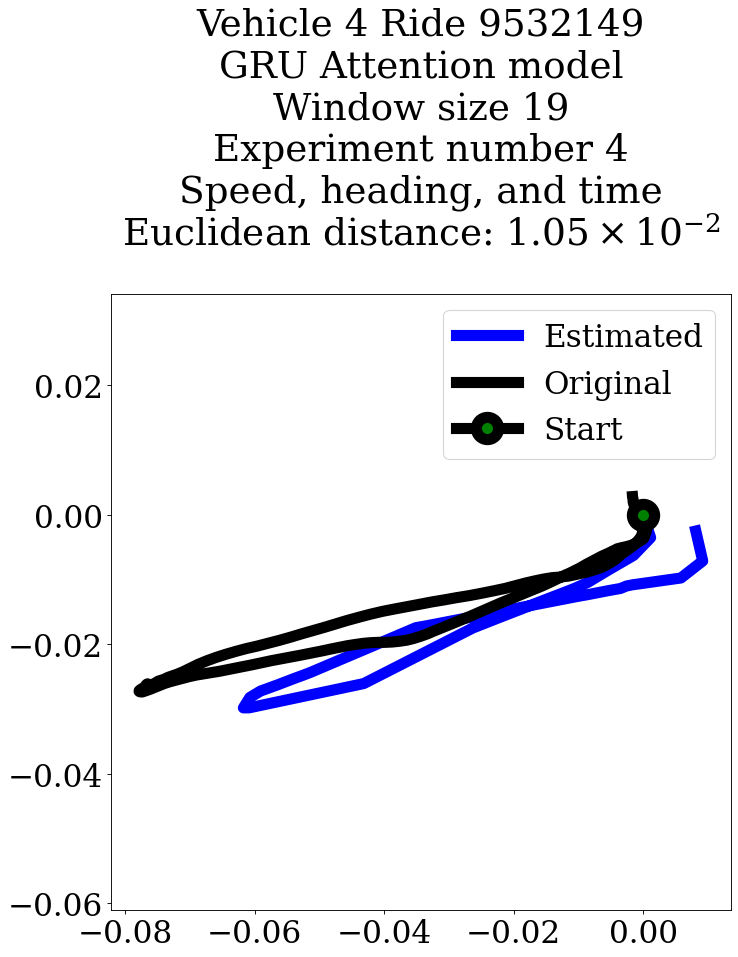 Vehicle 4 Ride 9532149
GRU Attention model
Window size 19
Experiment number 4
Speed, heading, and time
Euclidean distance: 1.05 × 10⁻²
Estimated
Original
Start
0.02
0.00
−0.02
−0.04
−0.06
−0.08 −0.06 −0.04 −0.02 0.00